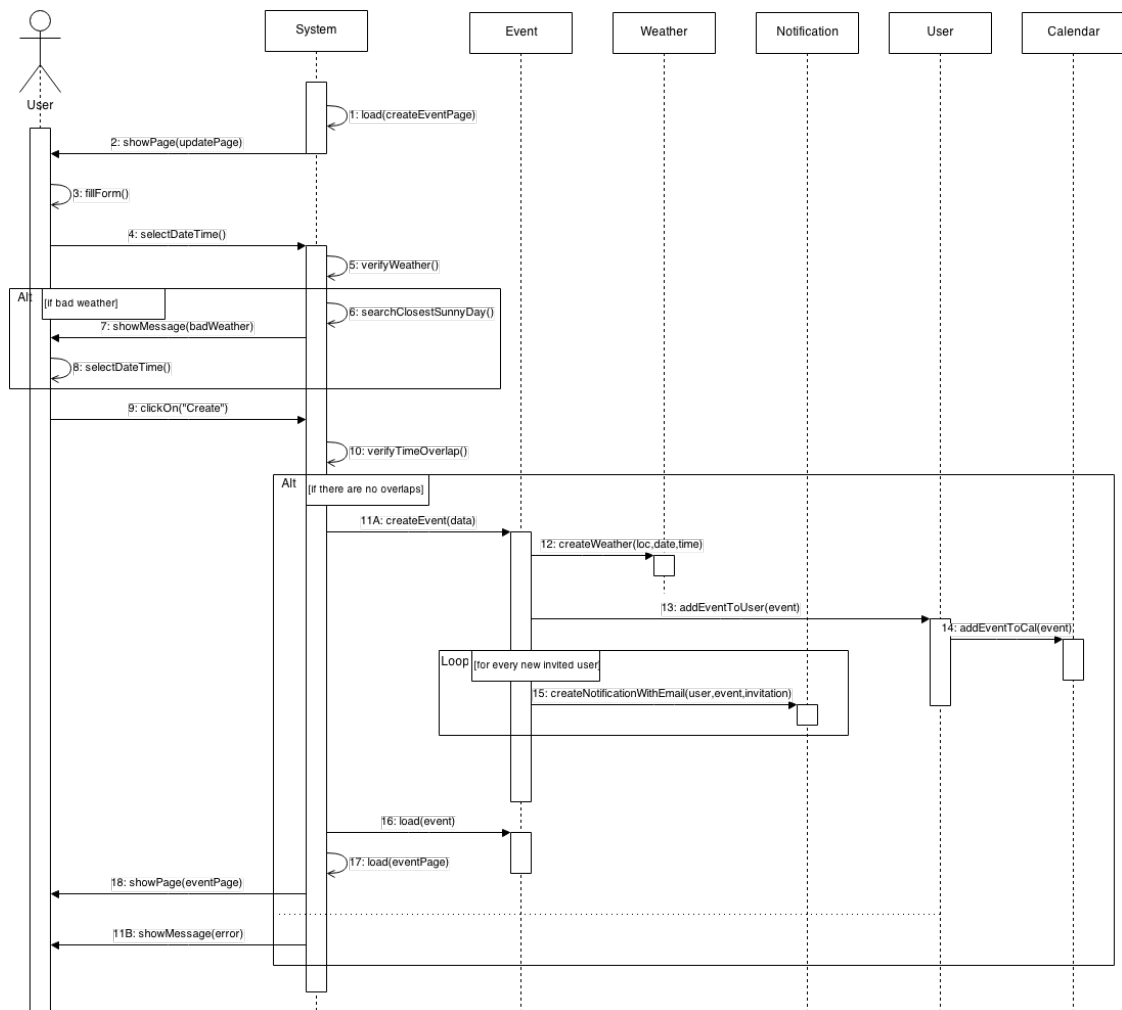 System
Event
Weather
Notification
User
Calendar
User
1: load(createEventPage)
2: showPage(updatePage)
3: fillForm()
4: selectDateTime()
5: verifyWeather()
Alt
[if bad weather]
6: searchClosestSunnyDay()
7: showMessage(badWeather)
8: selectDateTime()
9: clickOn("Create")
10: verifyTimeOverlap()
Alt
[if there are no overlaps]
11A: createEvent(data)
12: createWeather(loc,date,time)
13: addEventToUser(event)
14: addEventToCal(event)
Loop
[for every new invited user]
15: createNotificationWithEmail(user,event,invitation)
16: load(event)
17: load(eventPage)
18: showPage(eventPage)
11B: showMessage(error)